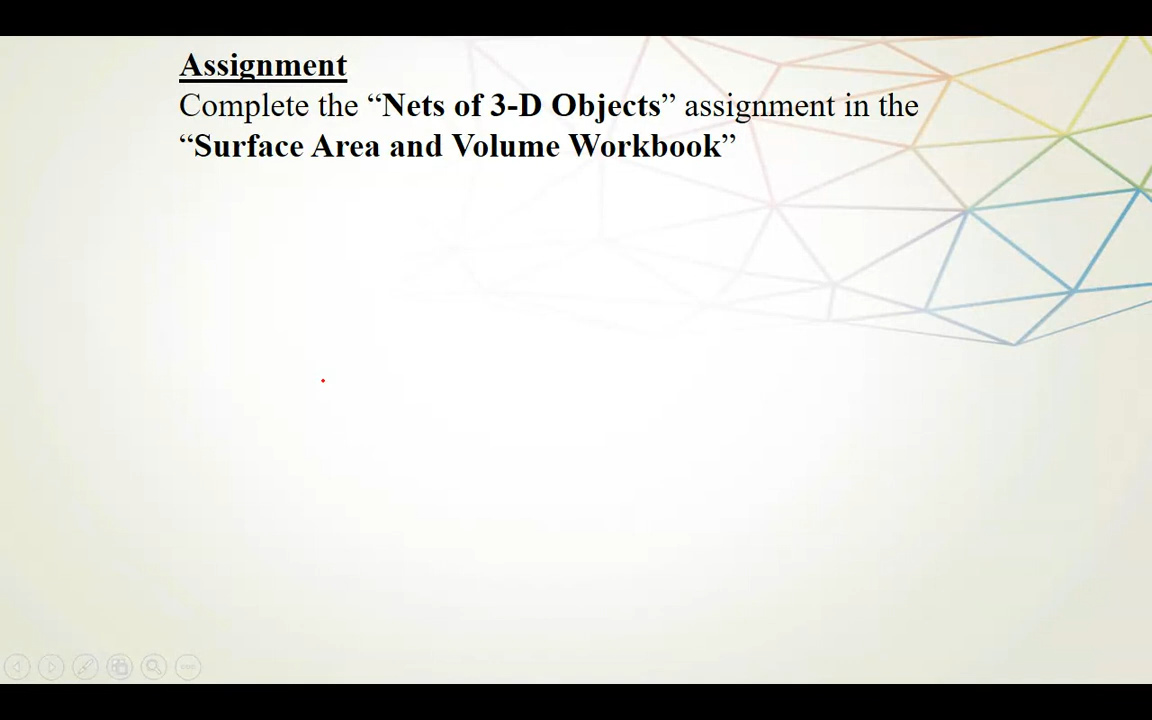 Assignment
Complete the “Nets of 3-D Objects” assignment in the
“Surface Area and Volume Workbook”